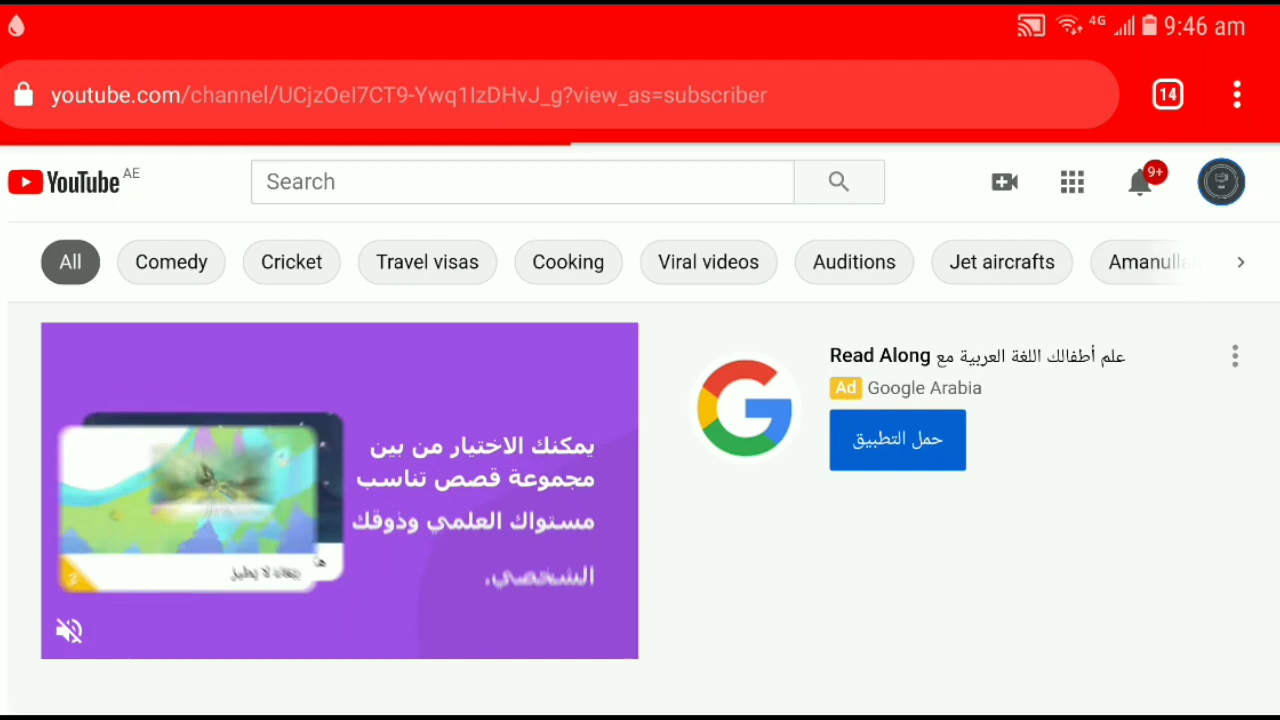 4G 9:46 am
youtube.com/channel/UCjzOeI7CT9-Ywq1IzDHvJ_g?view_as=subscriber
14
YouTube AE
Search
9+
All Comedy Cricket Travel visas Cooking Viral videos Auditions Jet aircrafts
يمكنك الاختيار من بين
مجموعة قصص تناسب
مستواك العلمي وذوقك
الشخصي.
Read Along علم أطفالك اللغة العربية مع
Ad Google Arabia
حمل التطبيق